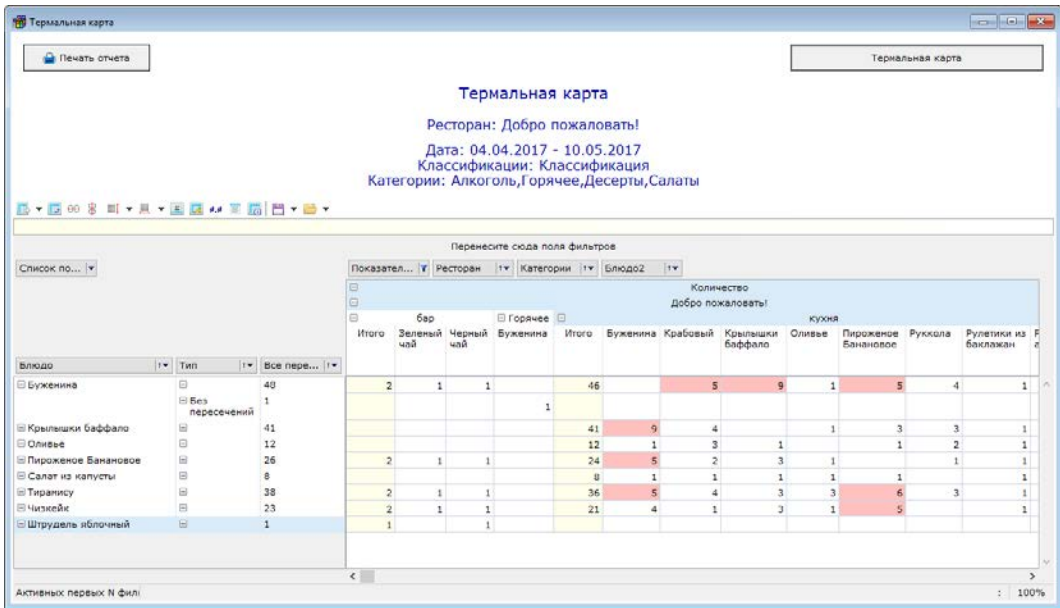 Термальная карта
Печать отчета
Термальная карта
Термальная карта
Ресторан: Добро пожаловать!
Дата: 04.04.2017 - 10.05.2017
Классификации: Классификация
Категории: Алкоголь,Горячее,Десерты,Салаты
Перенесите сюда поля фильтров
Список по...
Показател... Ресторан Категории Блюдо2
Количество
Добро пожаловать!
бар Горячее кухня
Итого Зеленый чай Черный чай Буженина Итого Буженина Крабовый Крылышки баффало Оливье Пироженое Банановое Руккола Рулетики из баклажан
Блюдо Тип Все пере...
Буженина 48 2 1 1 46 5 9 1 5 4 1
Без пересечений 1 1
Крылышки баффало 41 41 9 4 1 3 3 1
Оливье 12 12 1 3 1 1 2 1
Пироженое Банановое 26 2 1 1 24 5 2 3 1 1 1
Салат из капусты 8 8 1 1 1 1 1 1
Тирамису 38 2 1 1 36 5 4 3 3 6 3 1
Чизкейк 23 2 1 1 21 4 1 3 1 5 1
Штрудель яблочный 1 1 1
Активных первых N фил
: 100%